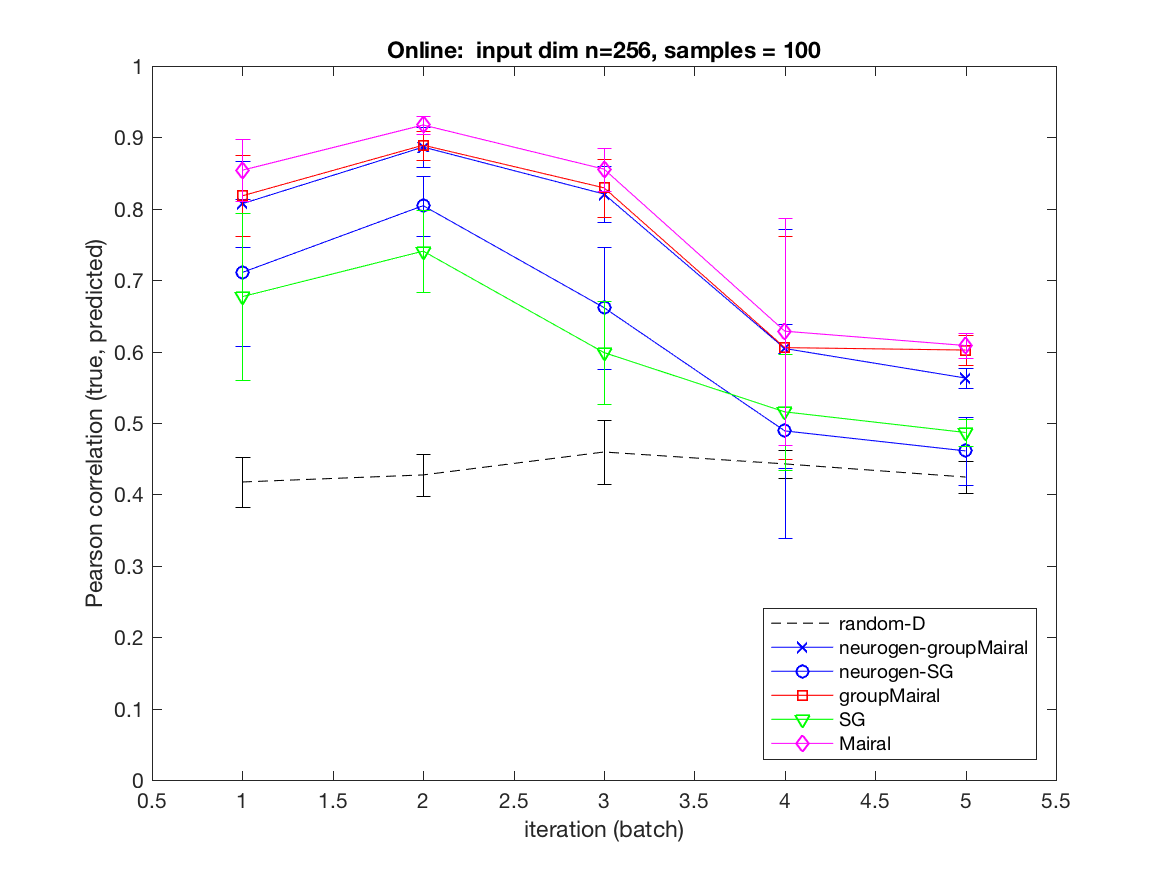 Online:  input dim n=256, samples = 100
Pearson correlation (true, predicted)
1
0.9
0.8
0.7
0.6
0.5
0.4
0.3
0.2
0.1
0
random-D
neurogen-groupMairal
neurogen-SG
groupMairal
SG
Mairal
0.5 1 1.5 2 2.5 3 3.5 4 4.5 5 5.5
iteration (batch)